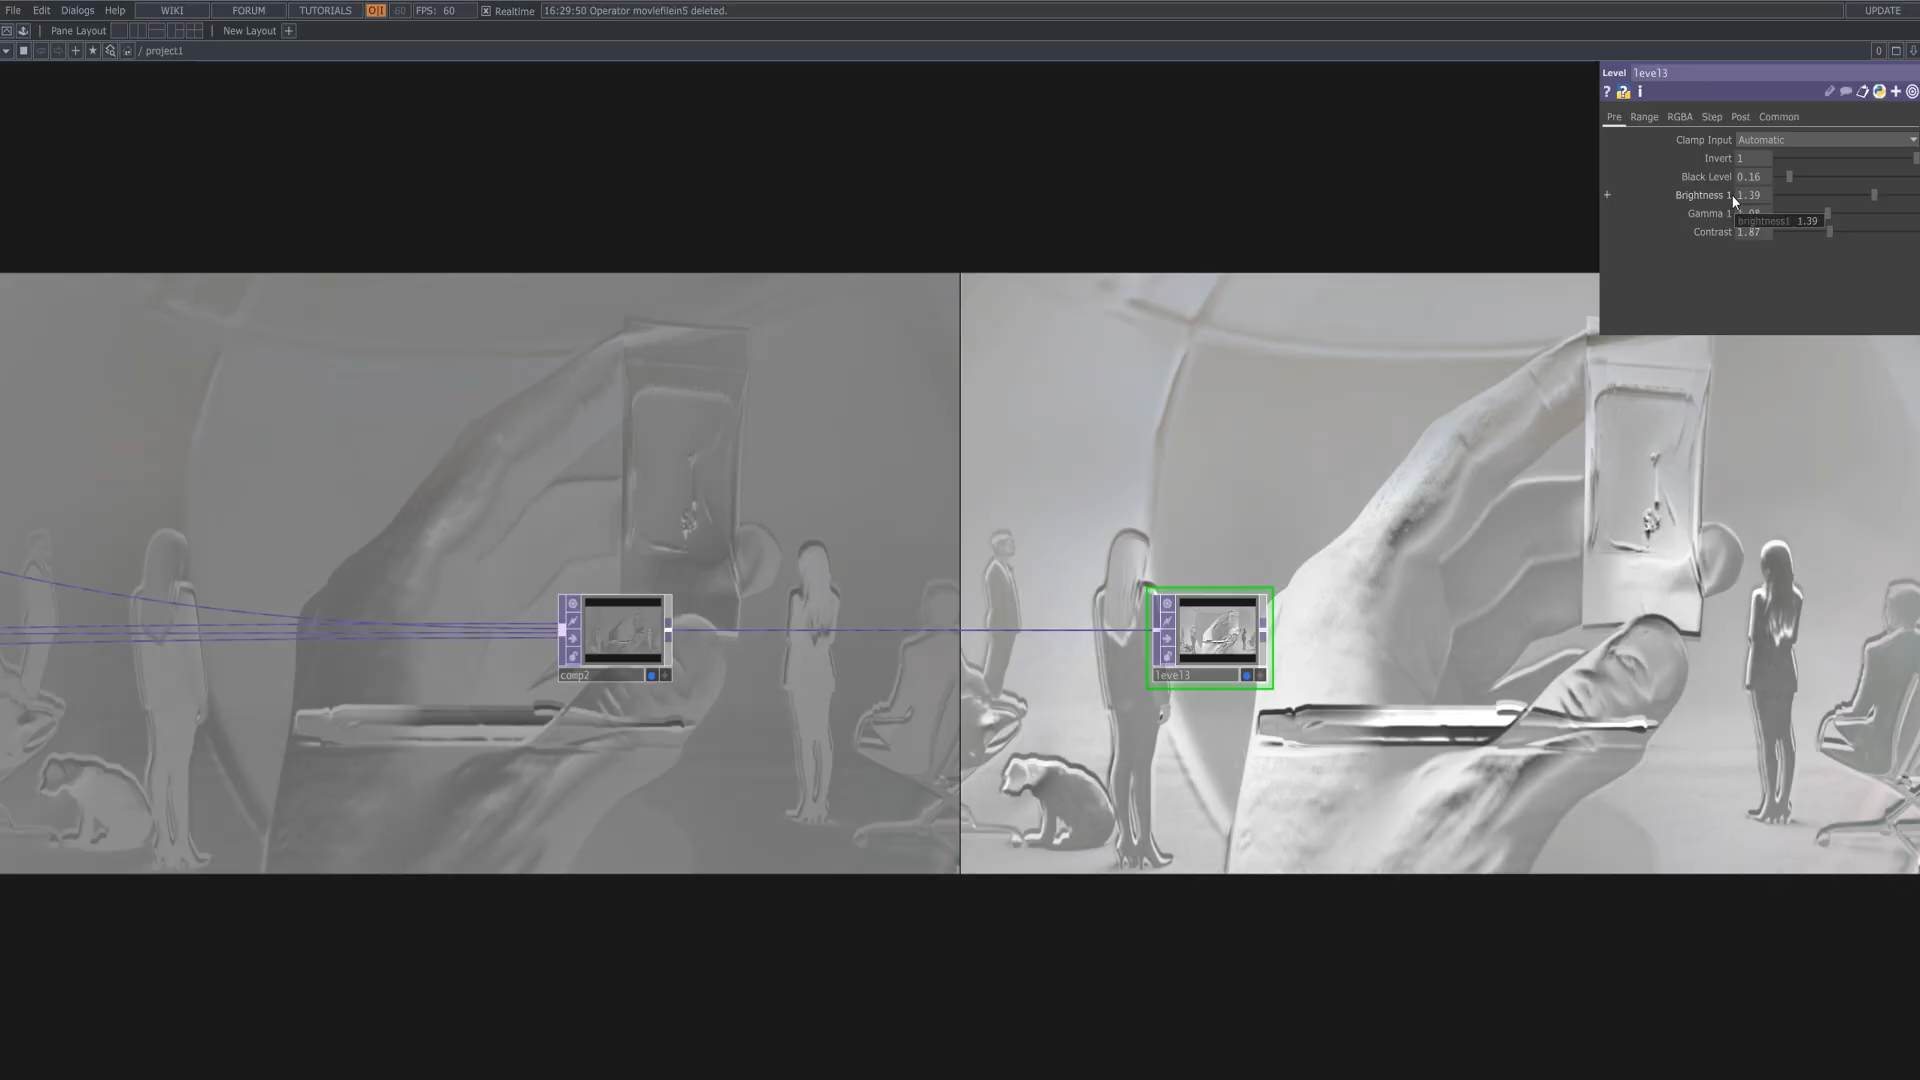 File Edit Dialogs Help WIKI FORUM TUTORIALS O|I 60 FPS: 60 Realtime 16:29:50 Operator moviefilein5 deleted. UPDATE
Pane Layout New Layout
/ project1 0
Level level3
Pre Range RGBA Step Post Common
Clamp Input Automatic
Invert 1
Black Level 0.16
Brightness 1 1.39
Gamma 1
brightness1 1.39
Contrast 1.87
comp2
level3